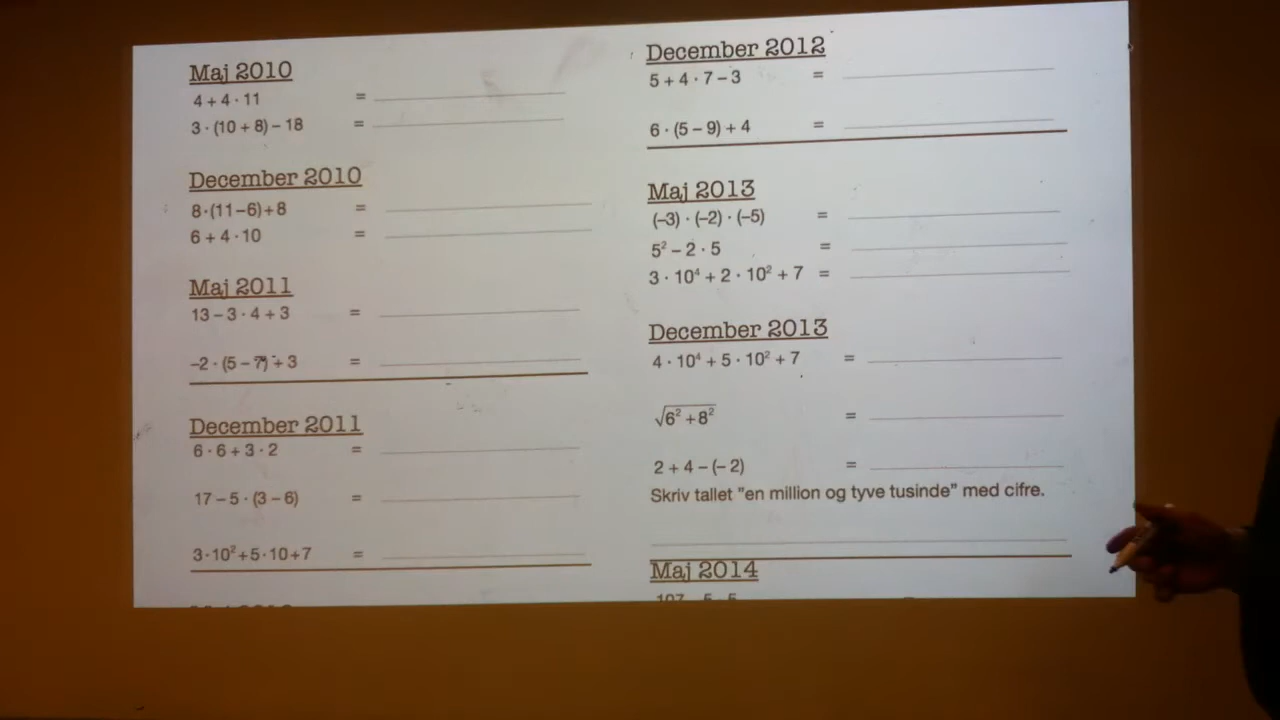 Maj 2010
4 + 4 · 11 =
3 · (10 + 8) – 18 =
December 2010
8·(11–6)+8 =
6 + 4 · 10 =
Maj 2011
13 – 3 · 4 + 3 =
–2 · (5 – 7) + 3 =
December 2011
6 · 6 + 3 · 2 =
17 – 5 · (3 – 6) =
3·10²+5·10+7 =
December 2012
5 + 4 · 7 – 3 =
6 · (5 – 9) + 4 =
Maj 2013
(–3) · (–2) · (–5) =
5² – 2 · 5 =
3 · 10⁴ + 2 · 10² + 7 =
December 2013
4 · 10⁴ + 5 · 10² + 7 =
√6² + 8² =
2 + 4 – (– 2) =
Skriv tallet "en million og tyve tusinde" med cifre.
Maj 2014